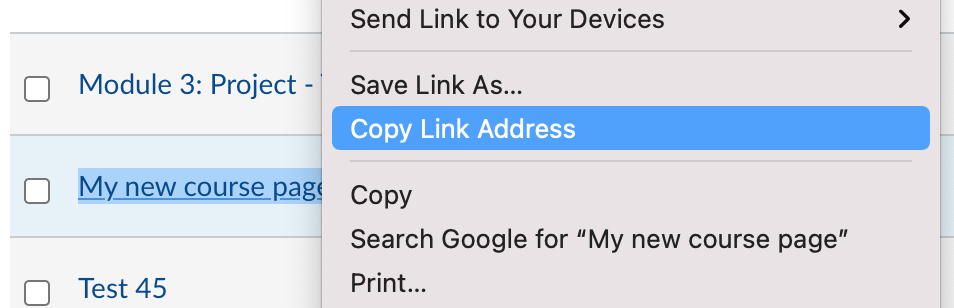 Send Link to Your Devices
Module 3: Project -
Save Link As...
Copy Link Address
My new course page
Copy
Search Google for “My new course page”
Test 45
Print...